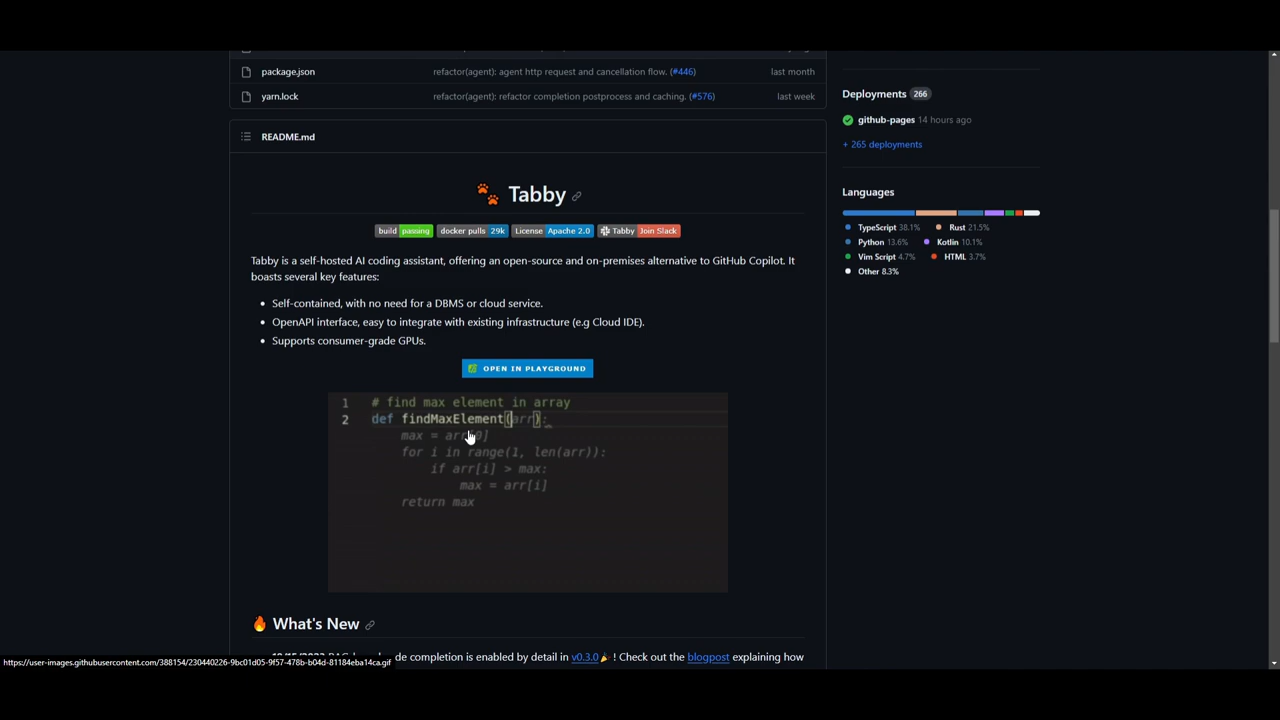 package.json refactor(agent): agent http request and cancellation flow. (#446) last month
yarn.lock refactor(agent): refactor completion postprocess and caching. (#576) last week
README.md
Tabby
build passing docker pulls 29k License Apache 2.0 Tabby Join Slack
Tabby is a self-hosted AI coding assistant, offering an open-source and on-premises alternative to GitHub Copilot. It
boasts several key features:
• Self-contained, with no need for a DBMS or cloud service.
• OpenAPI interface, easy to integrate with existing infrastructure (e.g Cloud IDE).
• Supports consumer-grade GPUs.
OPEN IN PLAYGROUND
1 # find max element in array
2 def findMaxElement(arr):
max = arr[0]
for i in range(1, len(arr)):
if arr[i] > max:
max = arr[i]
return max
🔥 What's New
de completion is enabled by detail in v0.3.0🎉! Check out the blogpost explaining how
https://user-images.githubusercontent.com/388154/230440226-9bc01d05-9f57-478b-b04d-81184eba14ca.gif
Deployments 266
github-pages 14 hours ago
+ 265 deployments
Languages
TypeScript 38.1% Rust 21.5%
Python 13.6% Kotlin 10.1%
Vim Script 4.7% HTML 3.7%
Other 8.3%